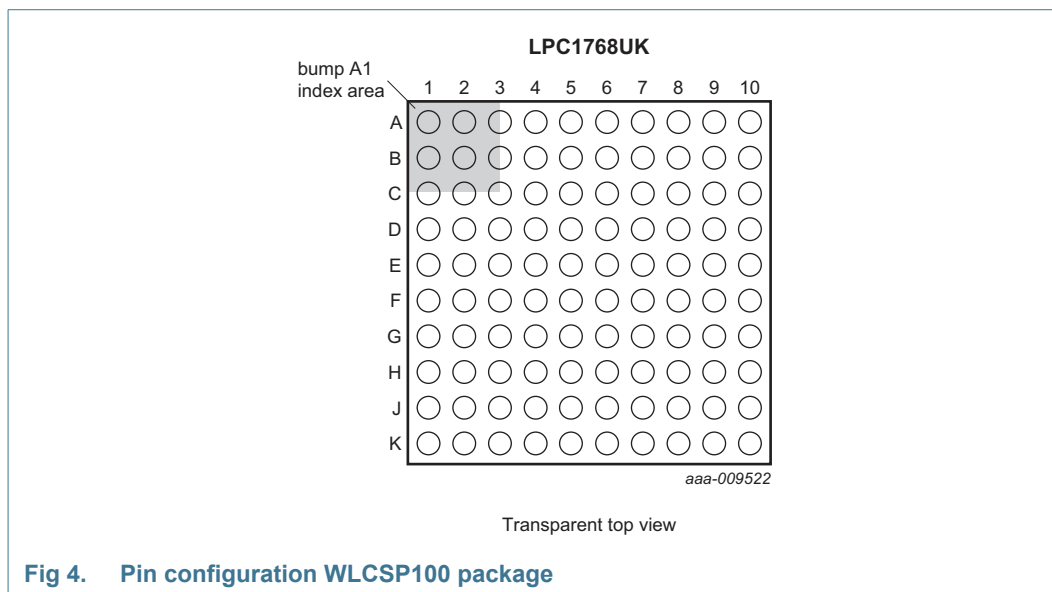 LPC1768UK
bump A1
index area
1 2 3 4 5 6 7 8 9 10
A
B
C
D
E
F
G
H
J
K
aaa-009522
Transparent top view
Fig 4. Pin configuration WLCSP100 package